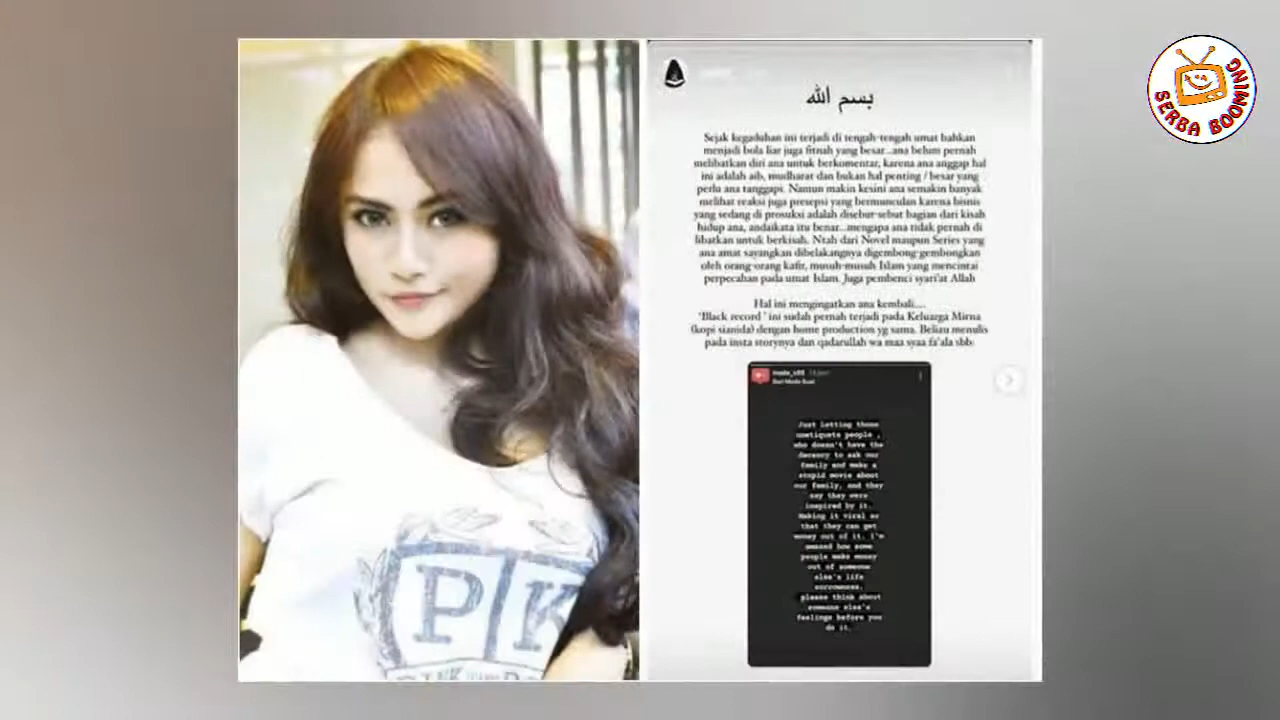 SERBA BOOMING
بسم الله
Sejak kegaduhan ini terjadi di tengah-tengah umat bahkan
menjadi bola liar juga fitnah yang besar...ana belum pernah
melibatkan diri ana untuk berkomentar, karena ana anggap hal
ini adalah aib, mudharat dan bukan hal penting / besar yang
perlu ana tanggapi. Namun makin kesini ana semakin banyak
melihat reaksi juga presepsi yang bermunculan karena bisnis
yang sedang di prosuksi adalah disebut-sebut bagian dari kisah
hidup ana, andaikata itu benar...mengapa ana tidak pernah di
libatkan untuk berkisah. Ntah dari Novel maupun Series yang
ana amat sayangkan dibelakangnya digembong-gembongkan
oleh orang-orang kafir, musuh-musuh Islam yang mencintai
perpecahan pada umat Islam. Juga pembenci syari'at Allah
Hal ini mengingatkan ana kembali....
"Black record" ini sudah pernah terjadi pada Keluarga Mirna
(kopi sianida) dengan home production yg sama. Beliau menulis
pada insta storynya dan qadarullah wa maa syaa fa'ala sbb:
Just letting those
unetiquete people ,
who doesn't have the
decency to ask our
family and make a
stupid movie about
our family, and they
say they were
inspired by it.
Making it viral so
that they can get
money out of it. I'm
amazed how some
people make money
out of someone
else's life
sorrowness.
please think about
someone else's
feelings before you
do it.
PK